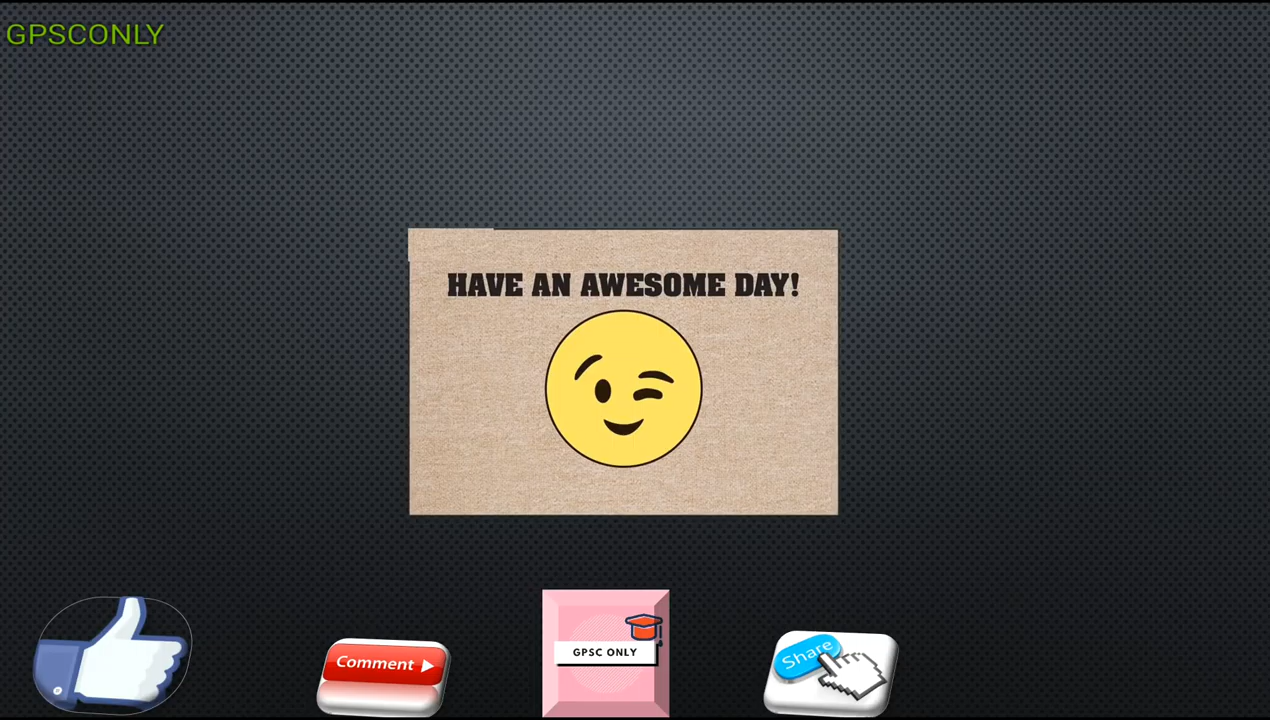 GPSCONLY
HAVE AN AWESOME DAY!
Comment
GPSC ONLY
Share